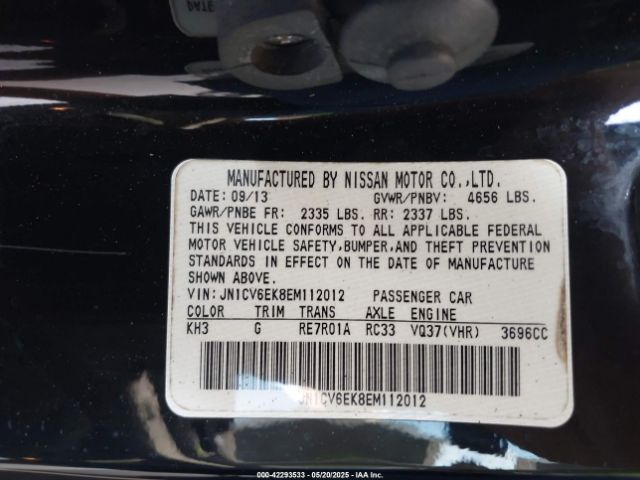 DATE
MANUFACTURED BY NISSAN MOTOR CO.,LTD.
DATE: 09/13 GVWR/PNBV: 4656 LBS.
GAWR/PNBE FR: 2335 LBS. RR: 2337 LBS.
THIS VEHICLE CONFORMS TO ALL APPLICABLE FEDERAL
MOTOR VEHICLE SAFETY,BUMPER,AND THEFT PREVENTION
STANDARDS IN EFFECT ON THE DATE OF MANUFACTURE
SHOWN ABOVE.
VIN: JN1CV6EK8EM112012 PASSENGER CAR
COLOR TRIM TRANS AXLE ENGINE
KH3 G RE7R01A RC33 VQ37(VHR) 3696CC
JN1CV6EK8EM112012
000-42293533 - 05/20/2025 - IAA Inc.